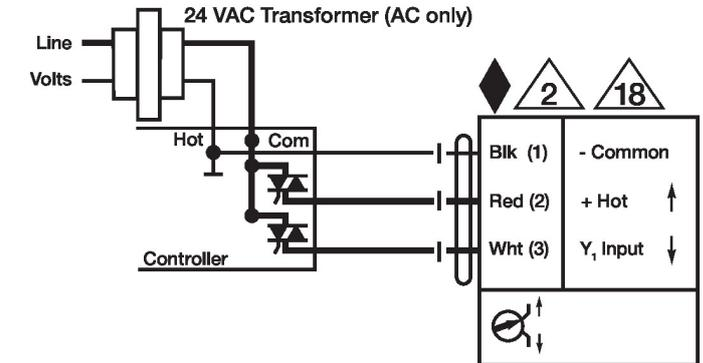 24 VAC Transformer (AC only)
Line
Volts
2
18
Hot
Com
Blk (1)
- Common
Red (2)
+ Hot
Wht (3)
Y₁ Input
Controller